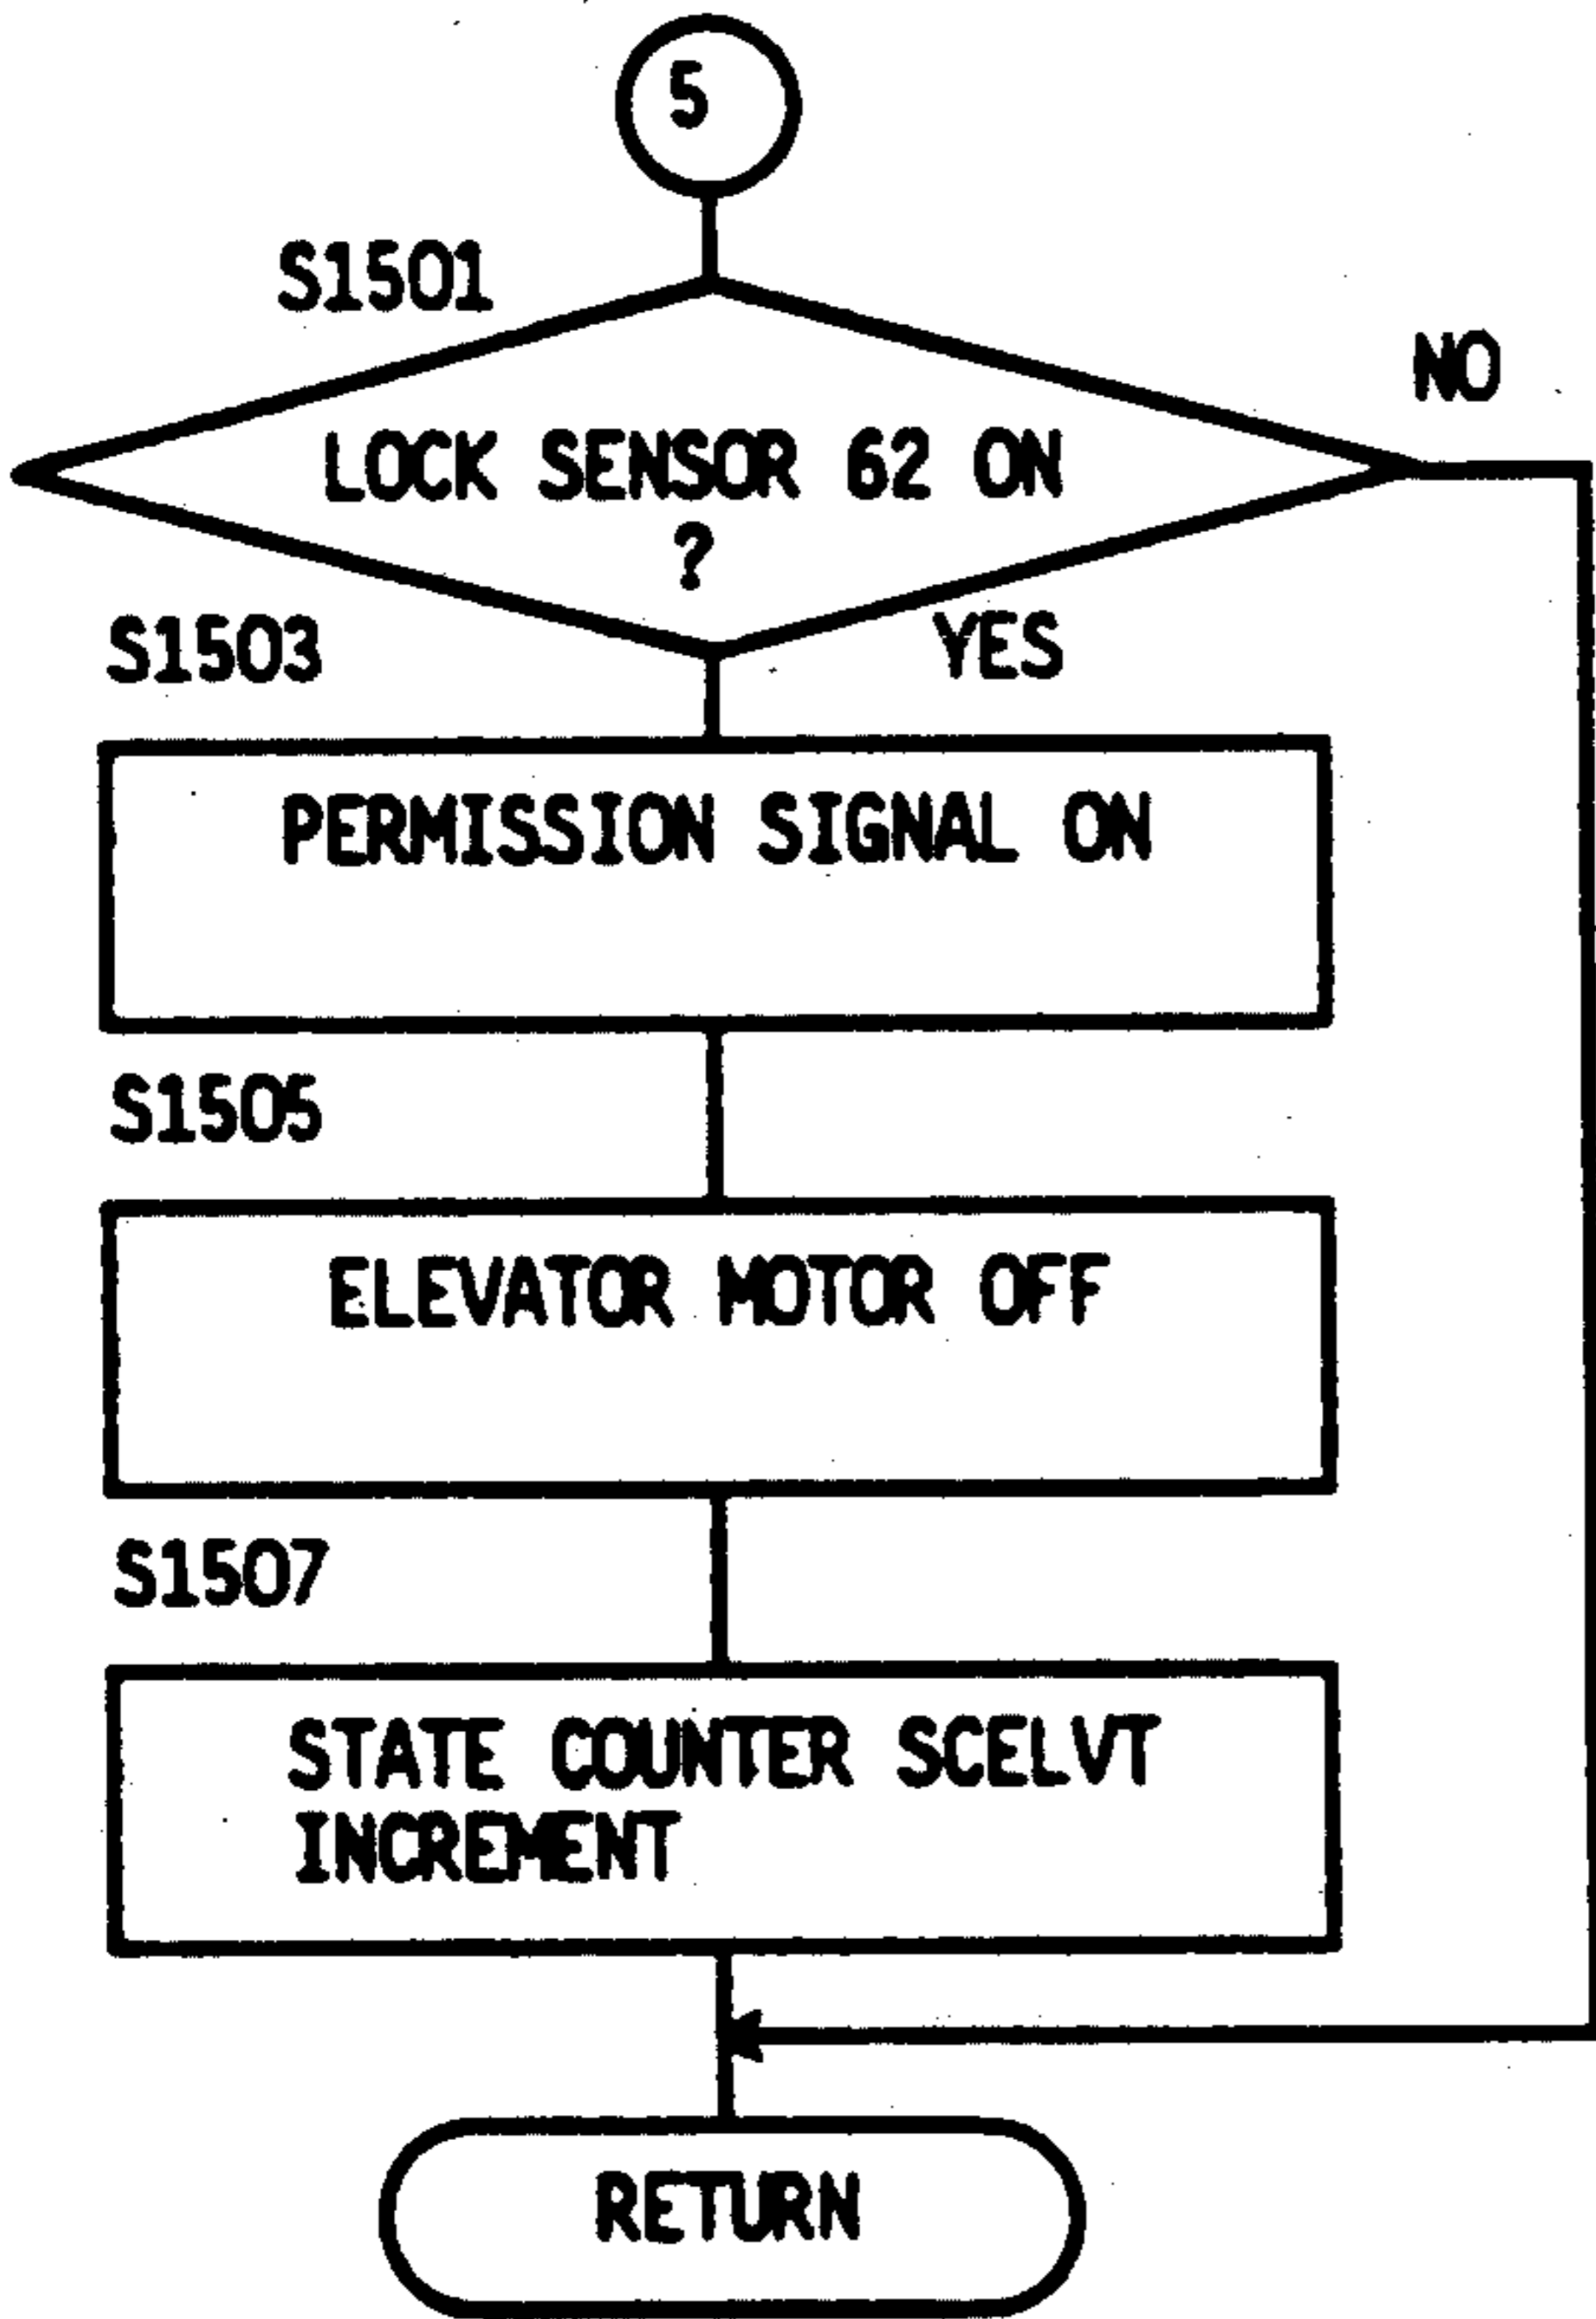 5
S1501
NO
LOCK SENSOR 62 ON
?
S1503
YES
PERMISSION SIGNAL ON
S1505
ELEVATOR MOTOR OFF
S1507
STATE COUNTER SCELVT
INCREMENT
RETURN